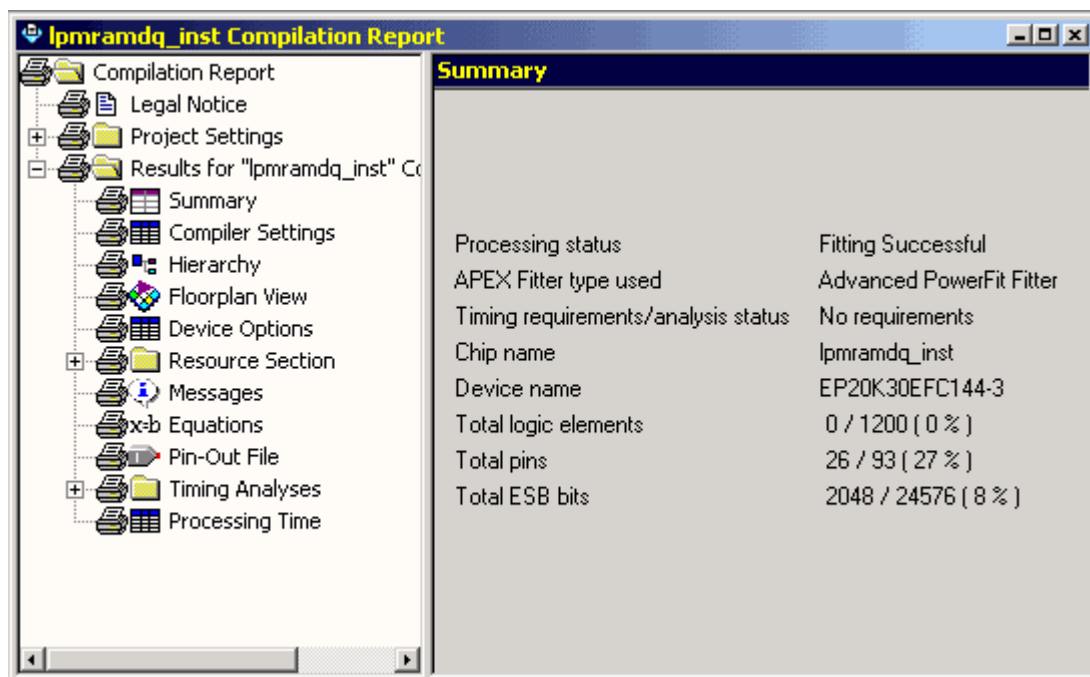 lpmramdq_inst Compilation Report
Compilation Report
Legal Notice
Project Settings
Results for "lpmramdq_inst" Co
Summary
Compiler Settings
Hierarchy
Floorplan View
Device Options
Resource Section
Messages
x=b Equations
Pin-Out File
Timing Analyses
Processing Time
Summary
Processing status Fitting Successful
APEX Fitter type used Advanced PowerFit Fitter
Timing requirements/analysis status No requirements
Chip name lpmramdq_inst
Device name EP20K30EFC144-3
Total logic elements 0 / 1200 ( 0 % )
Total pins 26 / 93 ( 27 % )
Total ESB bits 2048 / 24576 ( 8 % )